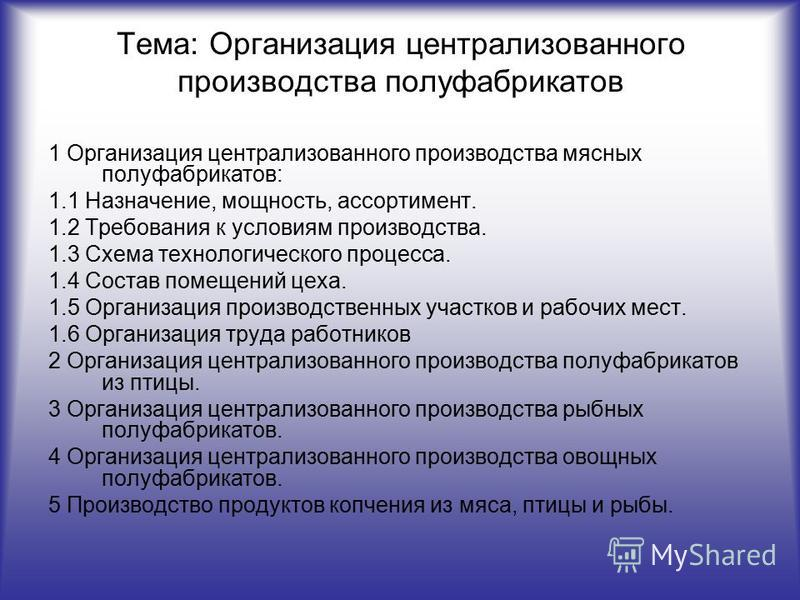 Тема: Организация централизованного
производства полуфабрикатов
1 Организация централизованного производства мясных
полуфабрикатов:
1.1 Назначение, мощность, ассортимент.
1.2 Требования к условиям производства.
1.3 Схема технологического процесса.
1.4 Состав помещений цеха.
1.5 Организация производственных участков и рабочих мест.
1.6 Организация труда работников
2 Организация централизованного производства полуфабрикатов
из птицы.
3 Организация централизованного производства рыбных
полуфабрикатов.
4 Организация централизованного производства овощных
полуфабрикатов.
5 Производство продуктов копчения из мяса, птицы и рыбы.
MyShared